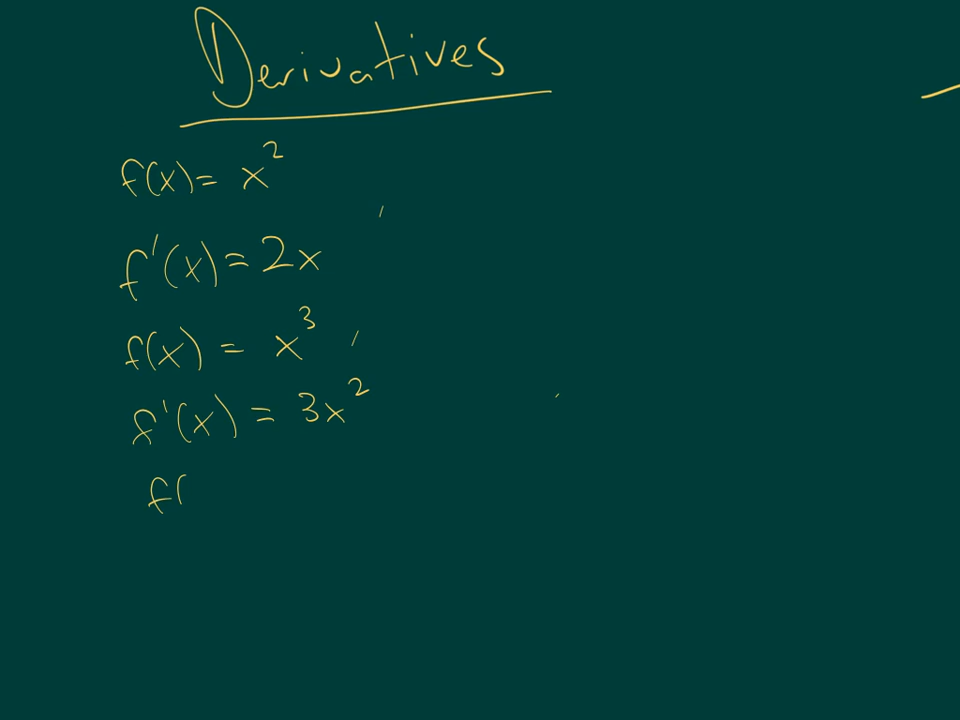 Derivatives
f(x) = x²
f'(x) = 2x
f(x) = x³
f'(x) = 3x²
f(